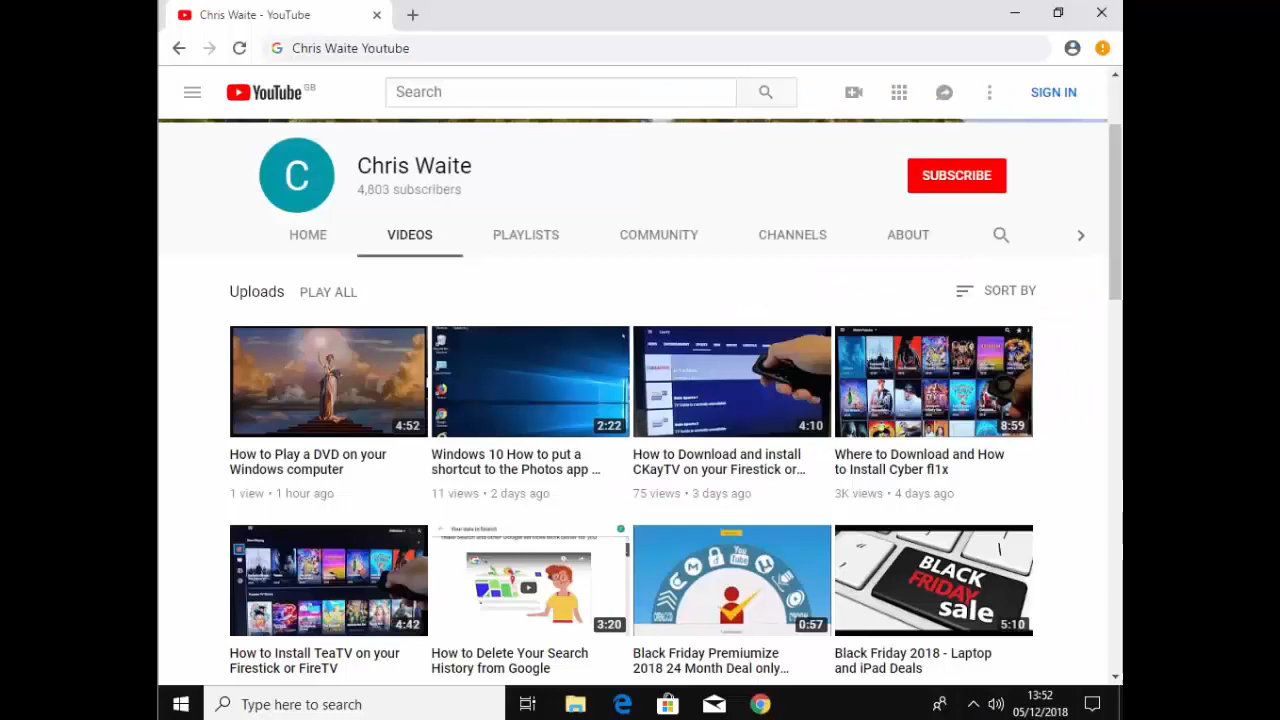 Chris Waite - YouTube
Chris Waite Youtube
YouTube GB
Search
SIGN IN
C
Chris Waite
4,803 subscribers
SUBSCRIBE
HOME
VIDEOS
PLAYLISTS
COMMUNITY
CHANNELS
ABOUT
Uploads
PLAY ALL
SORT BY
4:52
2:22
4:10
8:59
How to Play a DVD on your
Windows computer
1 view • 1 hour ago
Windows 10 How to put a
shortcut to the Photos app ...
11 views • 2 days ago
How to Download and install
CKayTV on your Firestick or...
75 views • 3 days ago
Where to Download and How
to Install Cyber fl1x
3K views • 4 days ago
4:42
Your data in Search
3:20
You
Tube
0:57
BLACK
FRIDAY
sale
5:10
How to Install TeaTV on your
Firestick or FireTV
How to Delete Your Search
History from Google
Black Friday Premiumize
2018 24 Month Deal only...
Black Friday 2018 - Laptop
and iPad Deals
Type here to search
13:52
05/12/2018